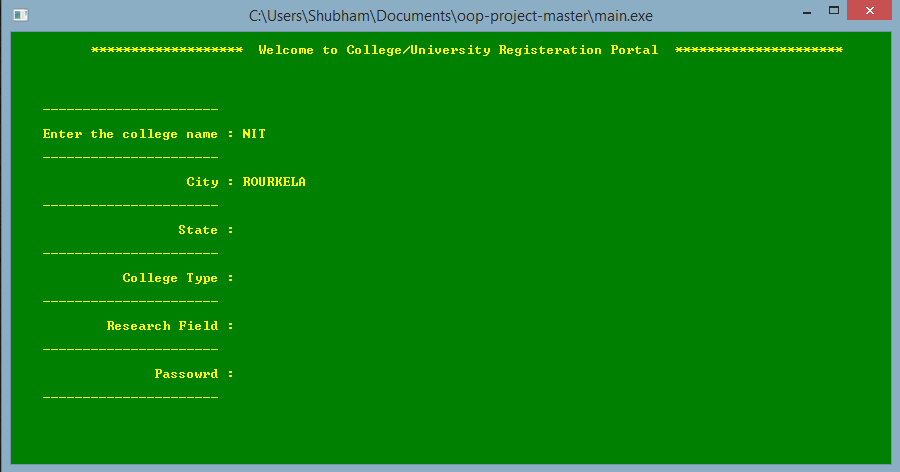 C:\Users\Shubham\Documents\oop-project-master\main.exe
******************* Welcome to College/University Registeration Portal *********************
----------------------
Enter the college name : NIT
----------------------
City : ROURKELA
----------------------
State :
----------------------
College Type :
----------------------
Research Field :
----------------------
Passowrd :
----------------------